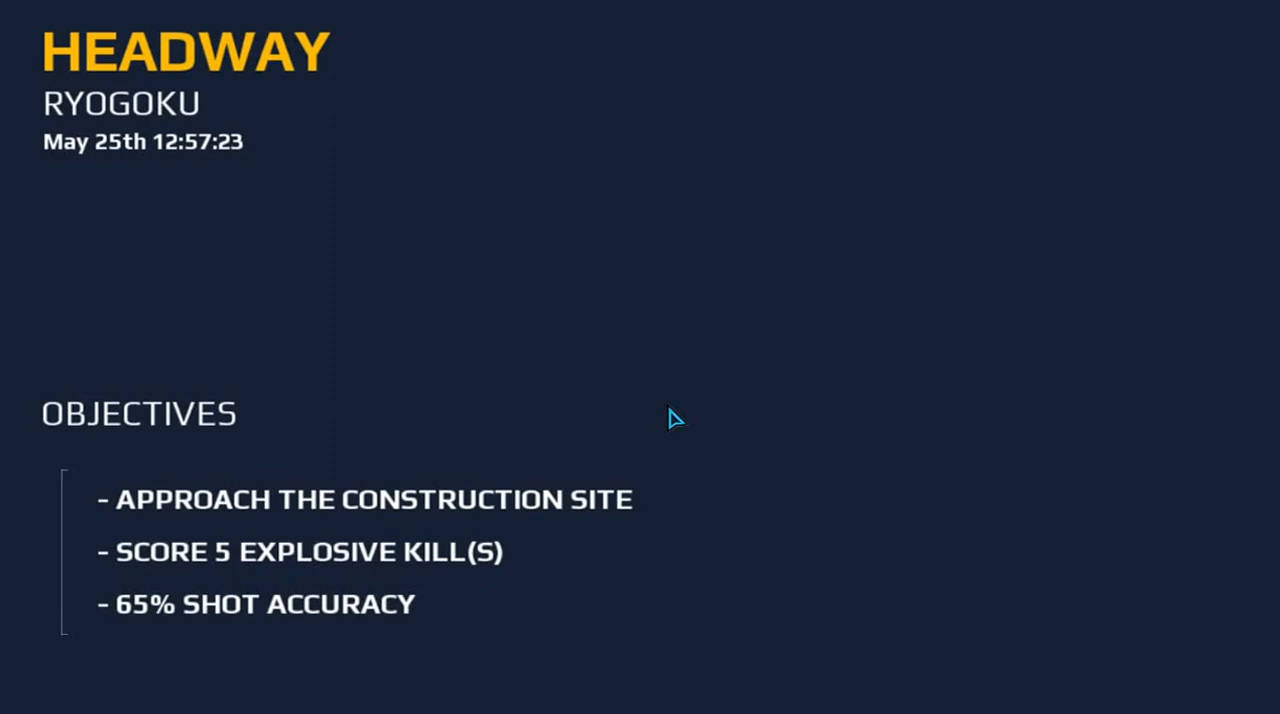 HEADWAY
RYOGOKU
May 25th 12:57:23
OBJECTIVES
- APPROACH THE CONSTRUCTION SITE
- SCORE 5 EXPLOSIVE KILL(S)
- 65% SHOT ACCURACY